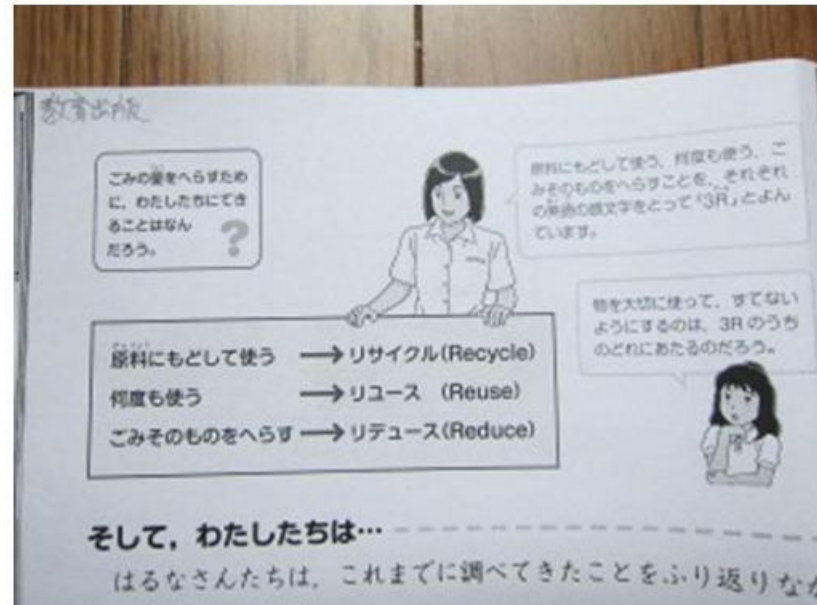 教育出版
ごみの量をへらすため
に，わたしたちにでき
ることはなん
だろう。
?
原料にもどして使う，何度も使う，ご
みそのものをへらすことを，それぞれ
の英語の頭文字をとって「3R」とよん
でいます。
物を大切に使って，すてない
ようにするのは，3Rのうち
のどれにあたるのだろう。
げんりょう
原料にもどして使う → リサイクル(Recycle)
何度も使う → リユース (Reuse)
ごみそのものをへらす → リデュース(Reduce)
そして，わたしたちは…
はるなさんたちは，これまでに調べてきたことをふり返りなが